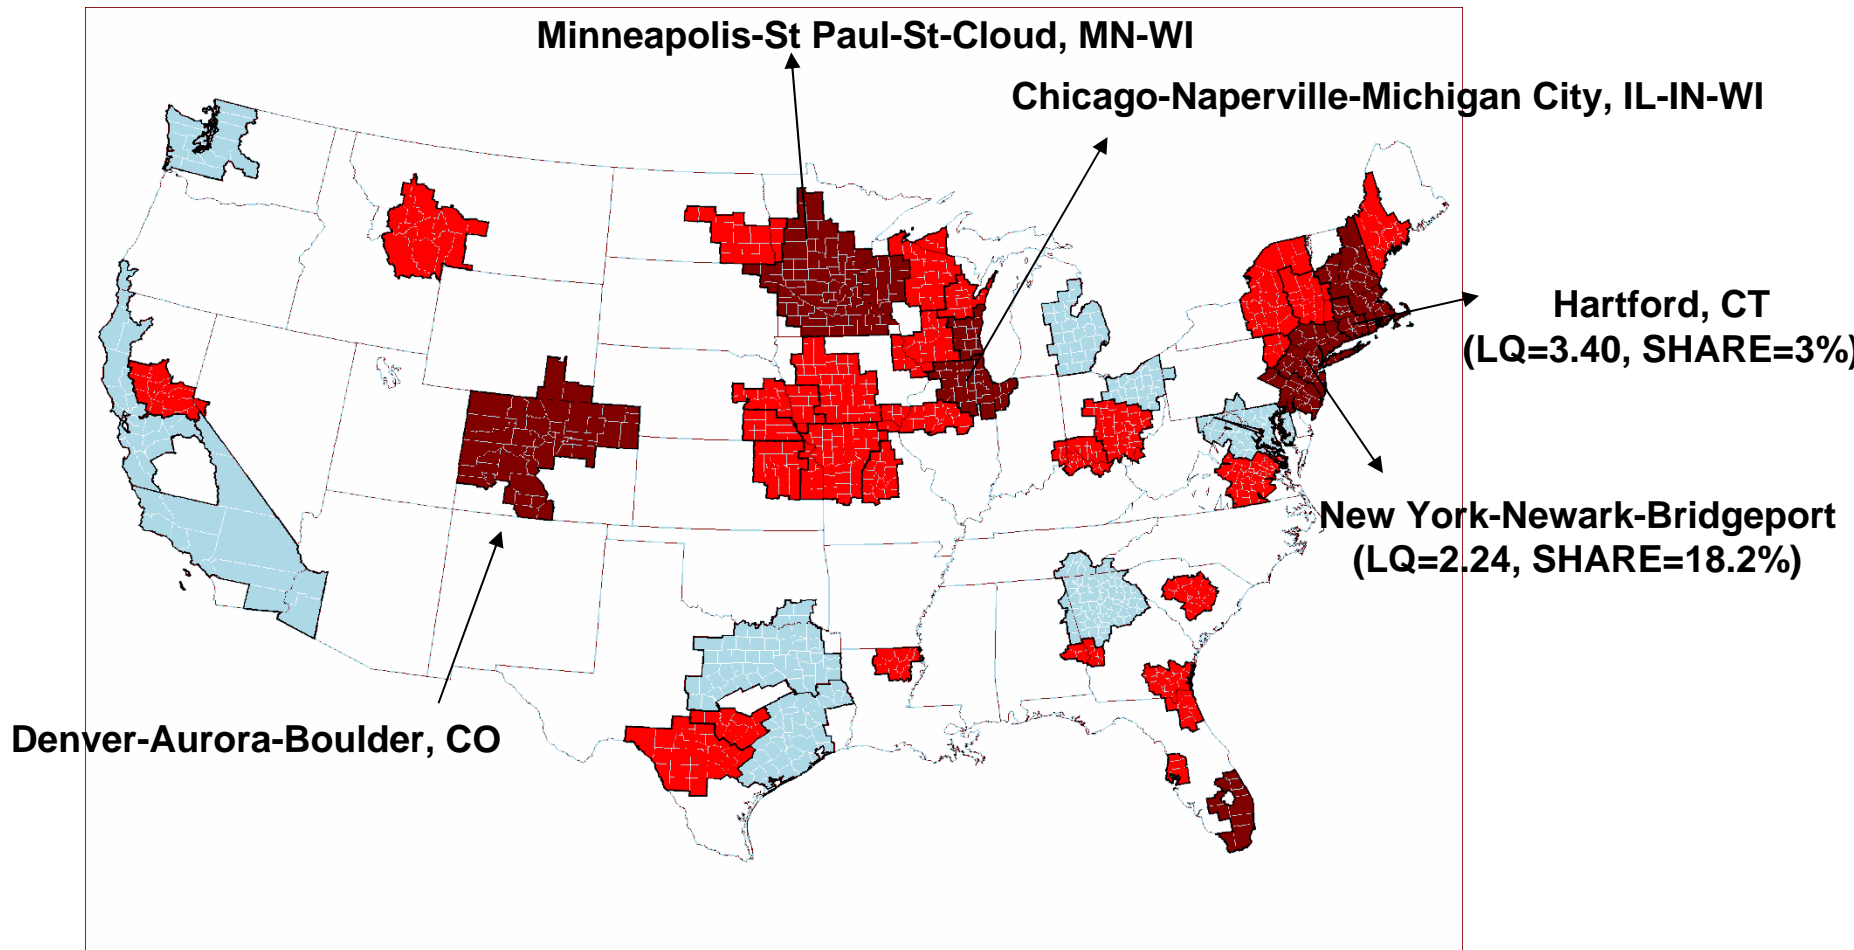 Minneapolis-St Paul-St-Cloud, MN-WI
Chicago-Naperville-Michigan City, IL-IN-WI
Hartford, CT
(LQ=3.40, SHARE=3%)
New York-Newark-Bridgeport
(LQ=2.24, SHARE=18.2%)
Denver-Aurora-Boulder, CO